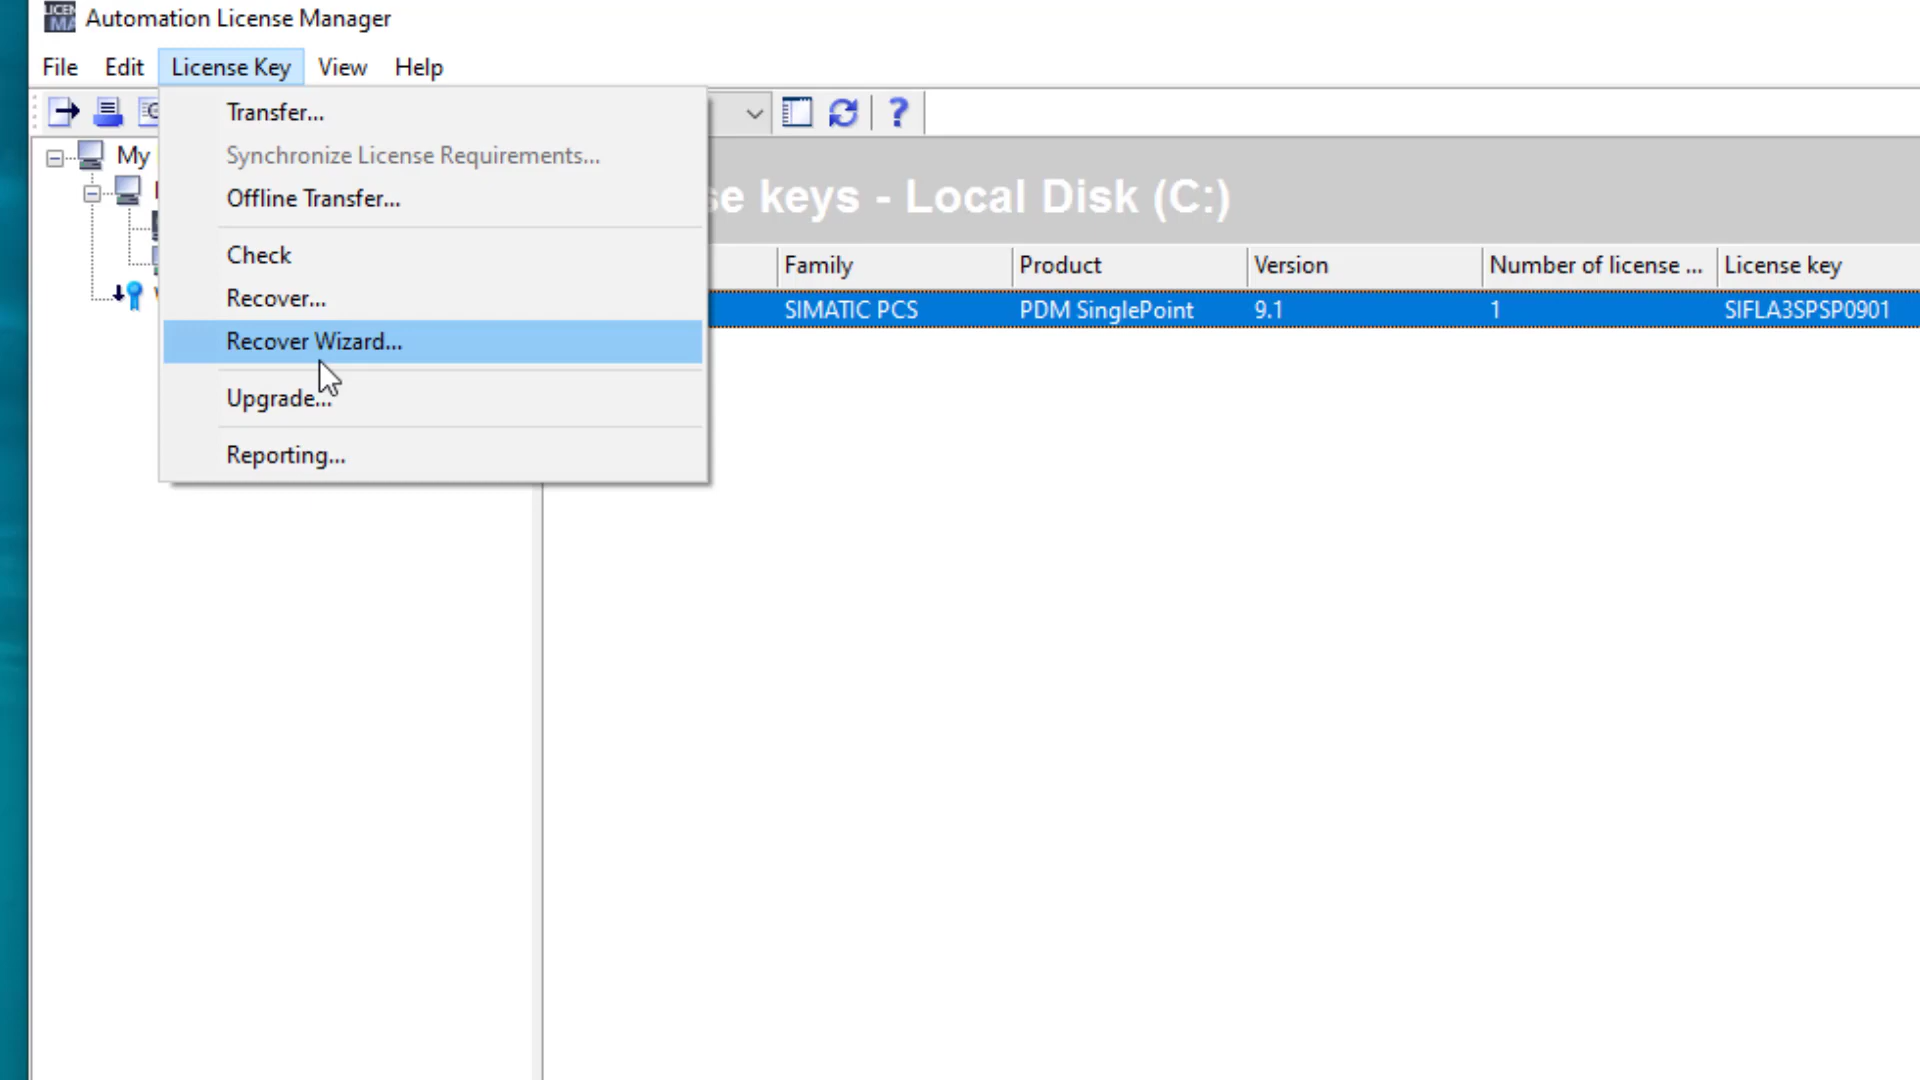 Automation License Manager
File Edit License Key View Help
Transfer...
Synchronize License Requirements...
Offline Transfer...
Check
Recover...
Recover Wizard...
Upgrade...
Reporting...
My
se keys - Local Disk (C:)
Family Product Version Number of license ... License key
SIMATIC PCS PDM SinglePoint 9.1 1 SIFLA3SPSP0901